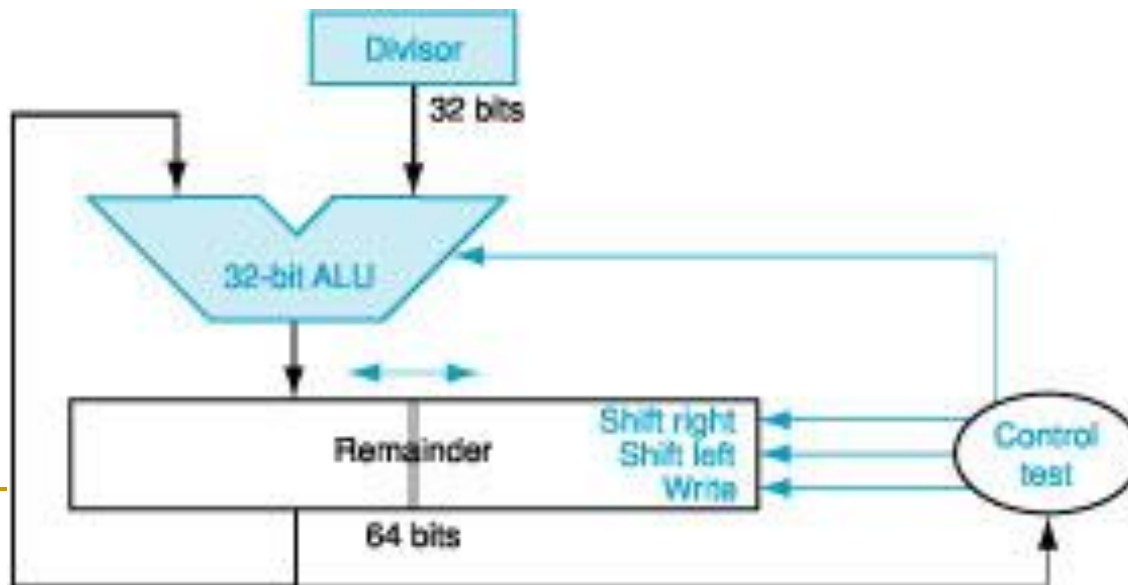 Divisor
32 bits
32-bit ALU
Remainder
Shift right
Shift left
Write
Control
test
64 bits